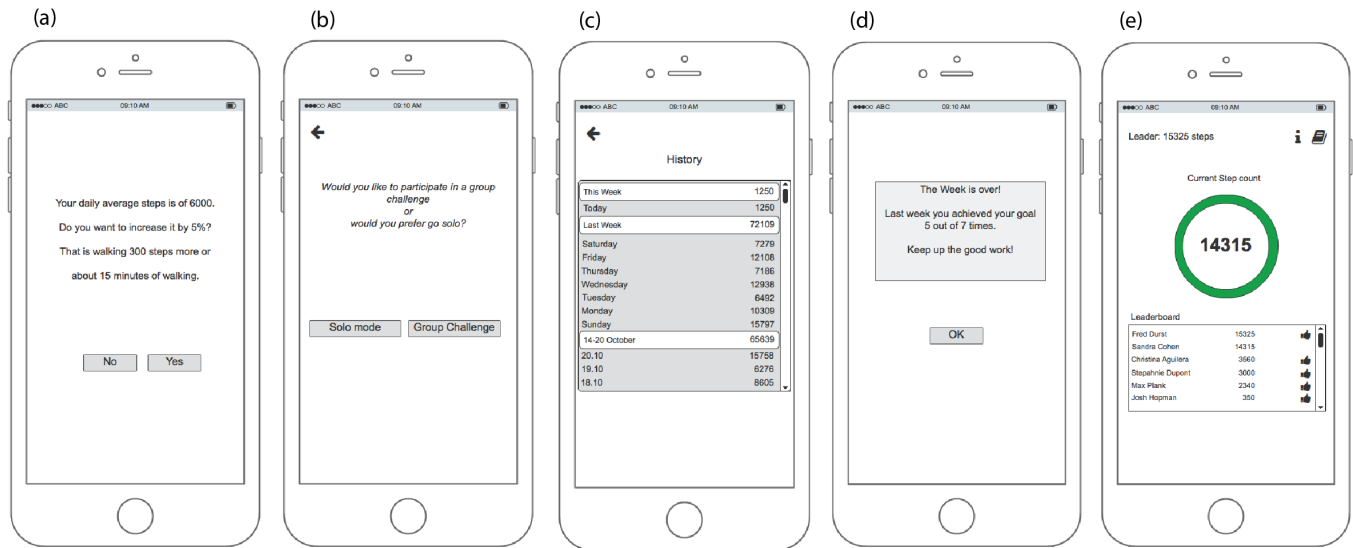 (a)
ABC 09:10 AM
Your daily average steps is of 6000.
Do you want to increase it by 5%?
That is walking 300 steps more or
about 15 minutes of walking.
No Yes
(b)
ABC 09:10 AM
Would you like to participate in a group
challenge
or
would you prefer go solo?
Solo mode Group Challenge
(c)
ABC 09:10 AM
History
This Week 1250
Today 1250
Last Week 72109
Saturday 7279
Friday 12108
Thursday 7186
Wednesday 12938
Tuesday 6492
Monday 10309
Sunday 15797
14-20 October 65639
20.10 15758
19.10 6276
18.10 8605
(d)
ABC 09:10 AM
The Week is over!
Last week you achieved your goal
5 out of 7 times.
Keep up the good work!
OK
(e)
ABC 09:10 AM
Leader: 15325 steps
Current Step count
14315
Leaderboard
Fred Durst 15325
Sandra Cohen 14315
Christina Aguilera 3560
Stepahnie Dupont 3000
Max Plank 2340
Josh Hopman 350